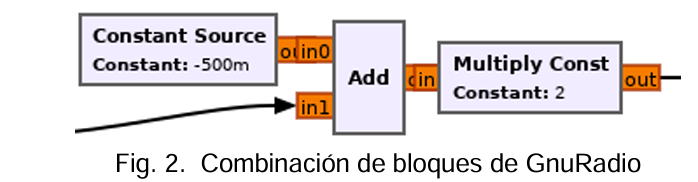 Constant Source
Constant: -500m
in0
in1
Add
in
Multiply Const
Constant: 2
out
Fig. 2. Combinación de bloques de GnuRadio